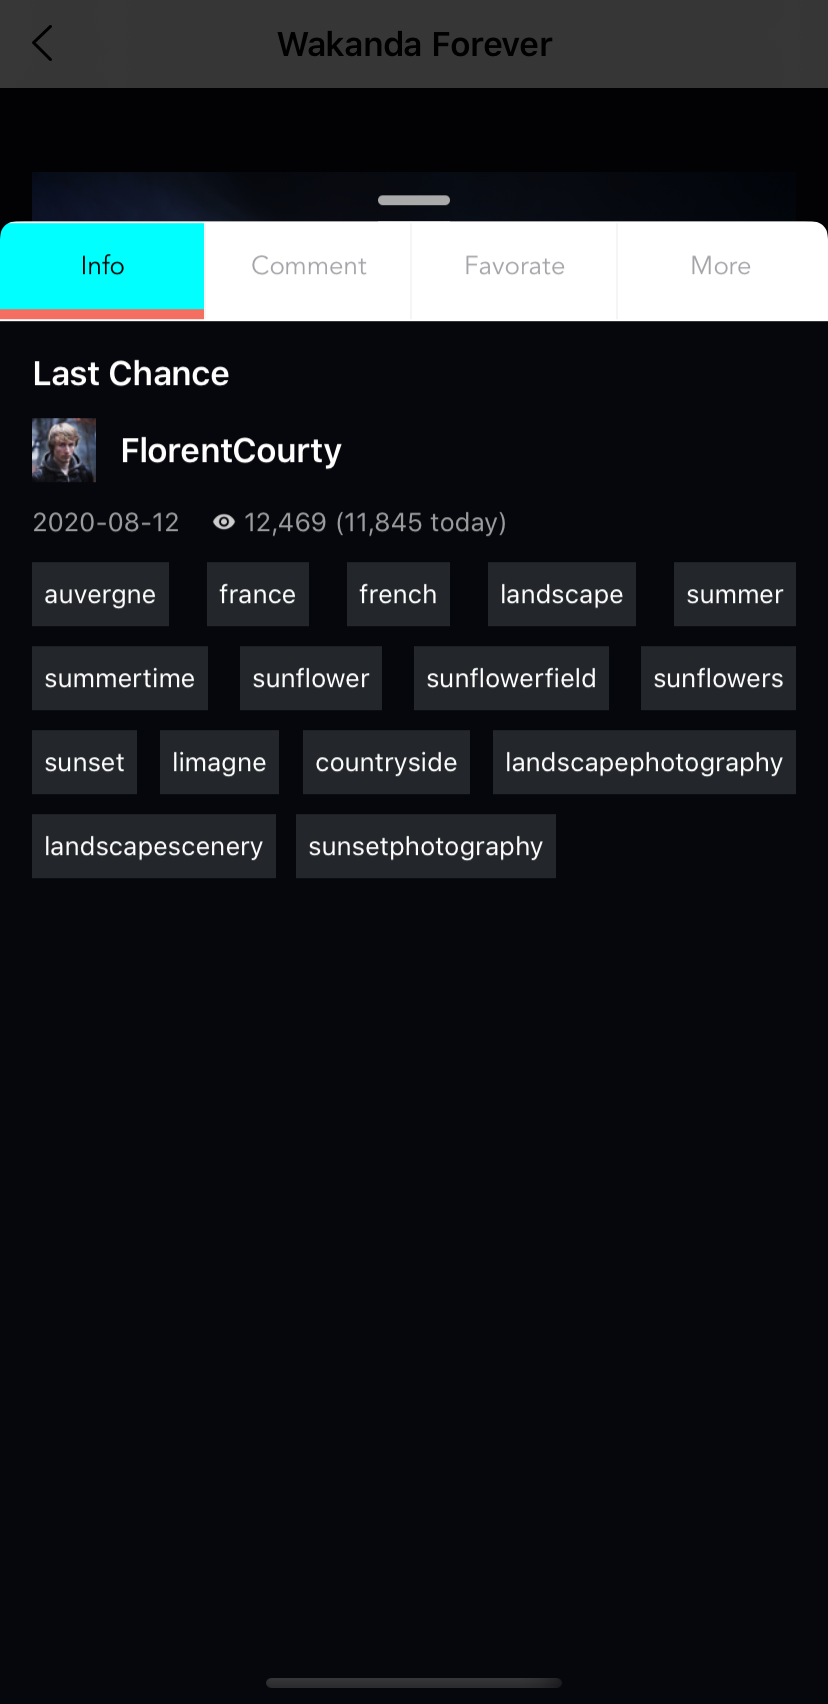 Wakanda Forever
Info Comment Favorate More
Last Chance
FlorentCourty
2020-08-12 12,469 (11,845 today)
auvergne france french landscape summer
summertime sunflower sunflowerfield sunflowers
sunset limagne countryside landscapephotography
landscapescenery sunsetphotography